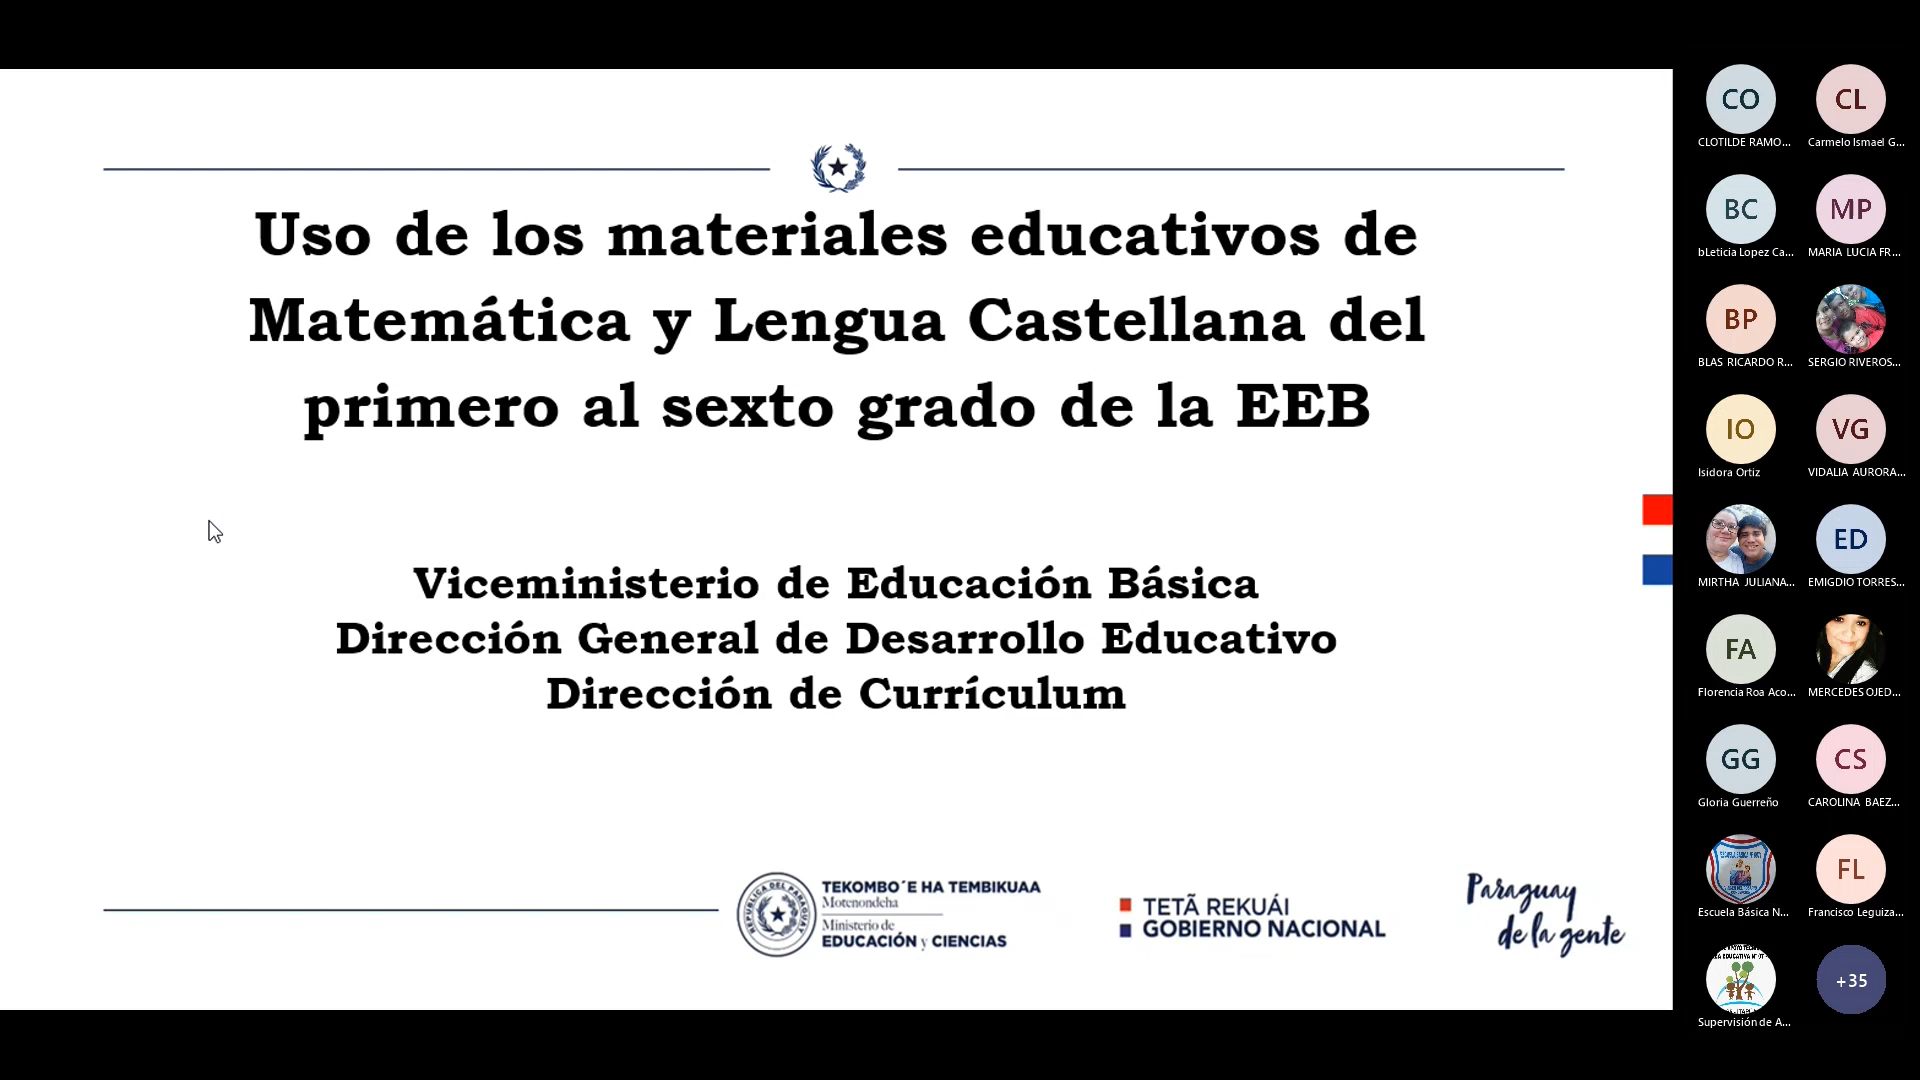 Uso de los materiales educativos de
Matemática y Lengua Castellana del
primero al sexto grado de la EEB
Viceministerio de Educación Básica
Dirección General de Desarrollo Educativo
Dirección de Currículum
REPUBLICA DEL PARAGUAY
TEKOMBO´E HA TEMBIKUAA
Motenondeha
Ministerio de
EDUCACIÓN y CIENCIAS
TETÃ REKUÁI
GOBIERNO NACIONAL
Paraguay
de la gente
CO
CL
CLOTILDE RAMO...
Carmelo Ismael G...
BC
MP
bLeticia Lopez Ca...
MARIA LUCIA FR...
BP
BLAS RICARDO R...
SERGIO RIVEROS...
IO
VG
Isidora Ortiz
VIDALIA AURORA...
ED
MIRTHA JULIANA...
EMIGDIO TORRES...
FA
Florencia Roa Aco...
MERCEDES OJED...
GG
CS
Gloria Guerreño
CAROLINA BAEZ...
FL
Escuela Básica N...
Francisco Leguiza...
+35
Supervisión de A...